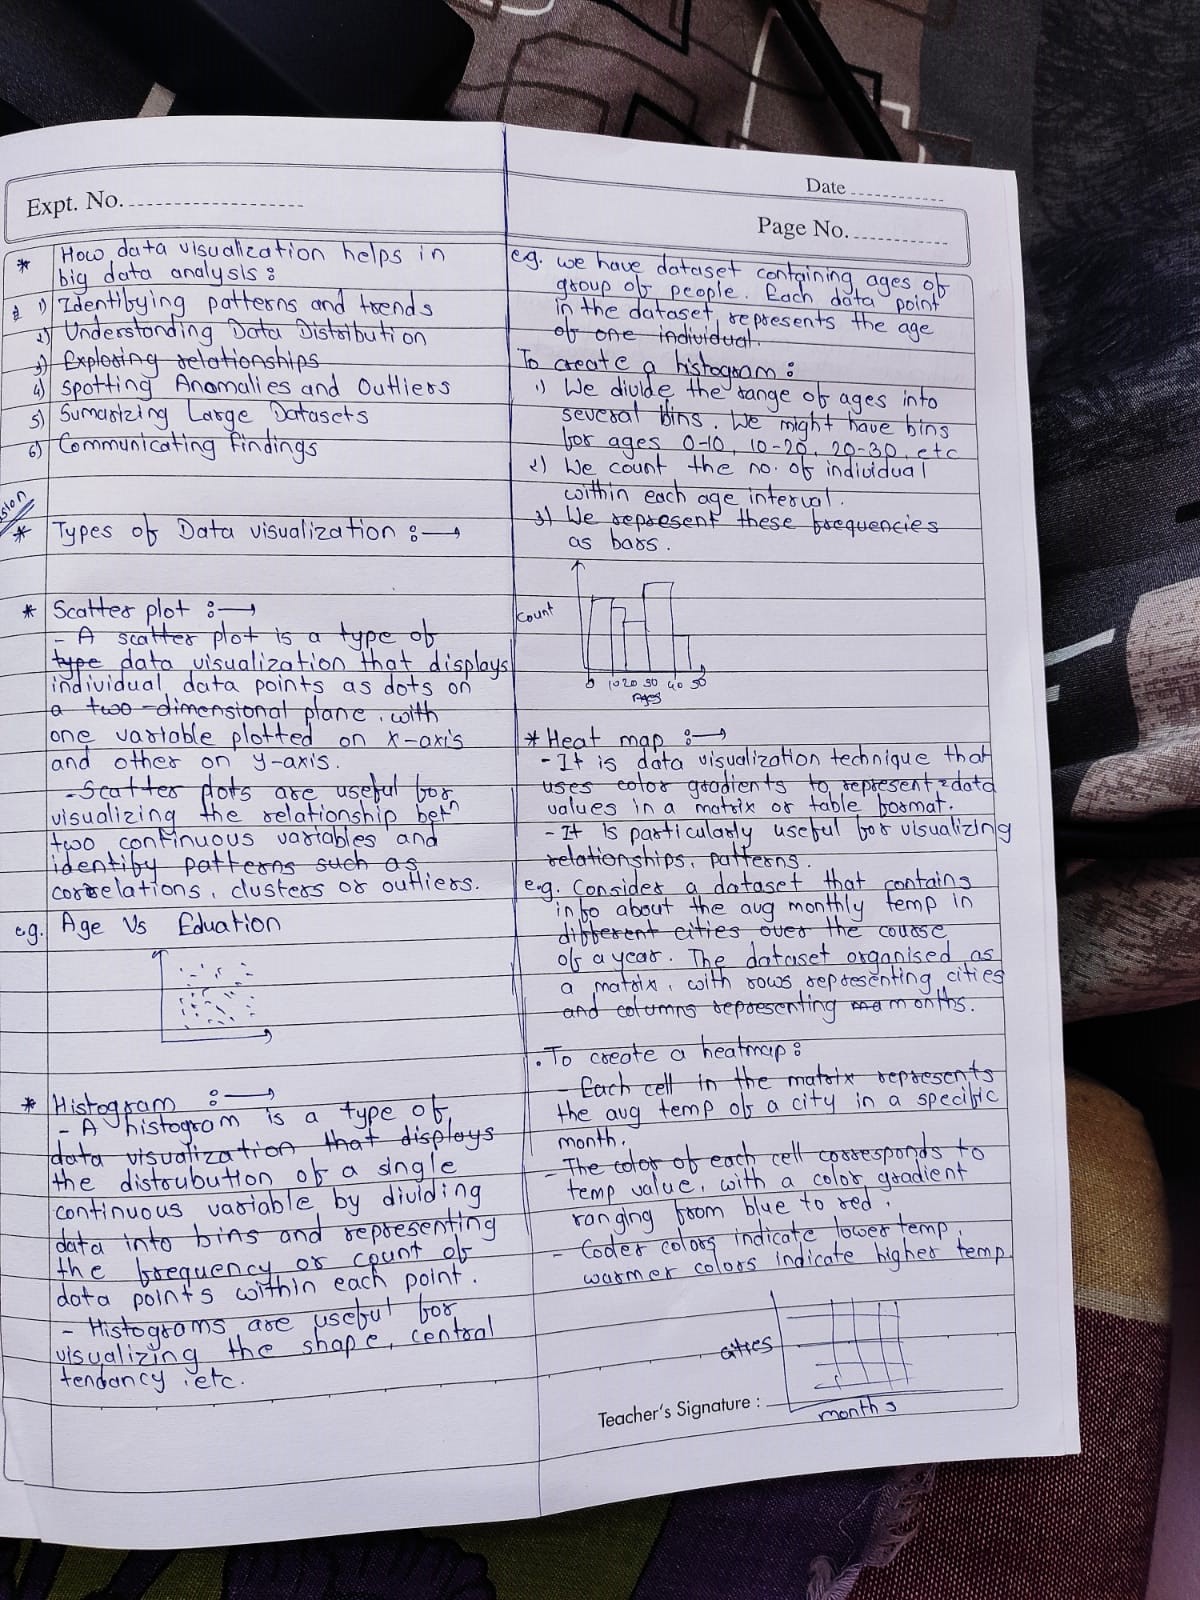 Expt. No.
Date
Page No.
* How data visualization helps in
big data analysis :
1) Identifying patterns and trends
2) Understanding Data Distribution
3) Exploring relationships
4) Spotting Anomalies and Outliers
5) Sumarizing Large Datasets
6) Communicating findings
* Types of Data visualization :→
* Scatter plot :→
- A scatter plot is a type of
type data visualization that displays
individual data points as dots on
a two-dimensional plane, with
one variable plotted on x-axis
and other on y-axis.
- Scatter plots are useful for
visualizing the relationship betn
two continuous variables and
identify patterns such as
correlations, clusters or outliers.
e.g. Age Vs Eduation
* Histogram :→
- A histogram is a type of
data visualization that displays
the distrubution of a single
continuous variable by dividing
data into bins and representing
the frequency or count of
data points within each point.
- Histograms are useful for
visualizing the shape, central
tendancy, etc.
e.g. we have dataset containing ages of
group of people. Each data point
in the dataset, represents the age
of one individual.
To create a histogram :
1) We divide the range of ages into
several bins. We might have bins
for ages 0-10, 10-20, 20-30, etc
2) We count the no. of individual
within each age interval.
3) We represent these frequencies
as bars.
Count
0 10 20 30 40 50
Ages
* Heat map :→
- It is data visualization technique that
uses color gradients to represent data
values in a matrix or table format.
- It is particularly useful for visualizing
relationships, patterns.
e.g. Consider a dataset that contains
info about the avg monthly temp in
different cities over the course
of a year. The dataset organised as
a matrix, with rows representing cities
and columns representing months.
. To create a heatmap :
- Each cell in the matrix represents
the avg temp of a city in a specific
month.
- The color of each cell corresponds to
temp value, with a color gradient
ranging from blue to red.
- Coder colors indicate lower temp,
warmer colors indicate higher temp.
cities
months
Teacher's Signature :